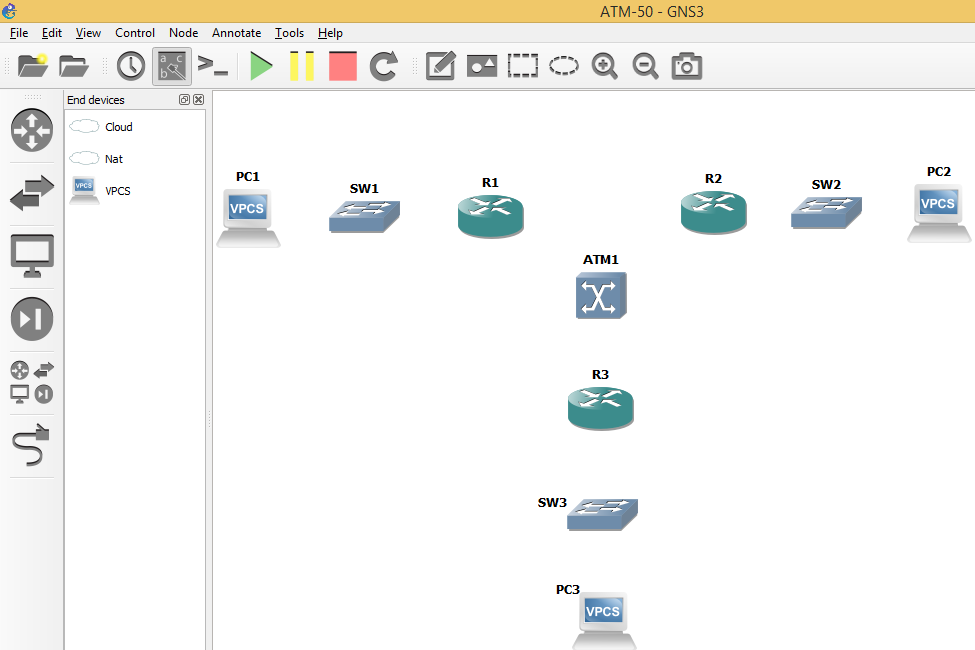 ATM-50 - GNS3
File Edit View Control Node Annotate Tools Help
End devices
Cloud
Nat
VPCS VPCS
PC1
VPCS
SW1
R1
R2
SW2
PC2
VPCS
ATM1
R3
SW3
PC3
VPCS